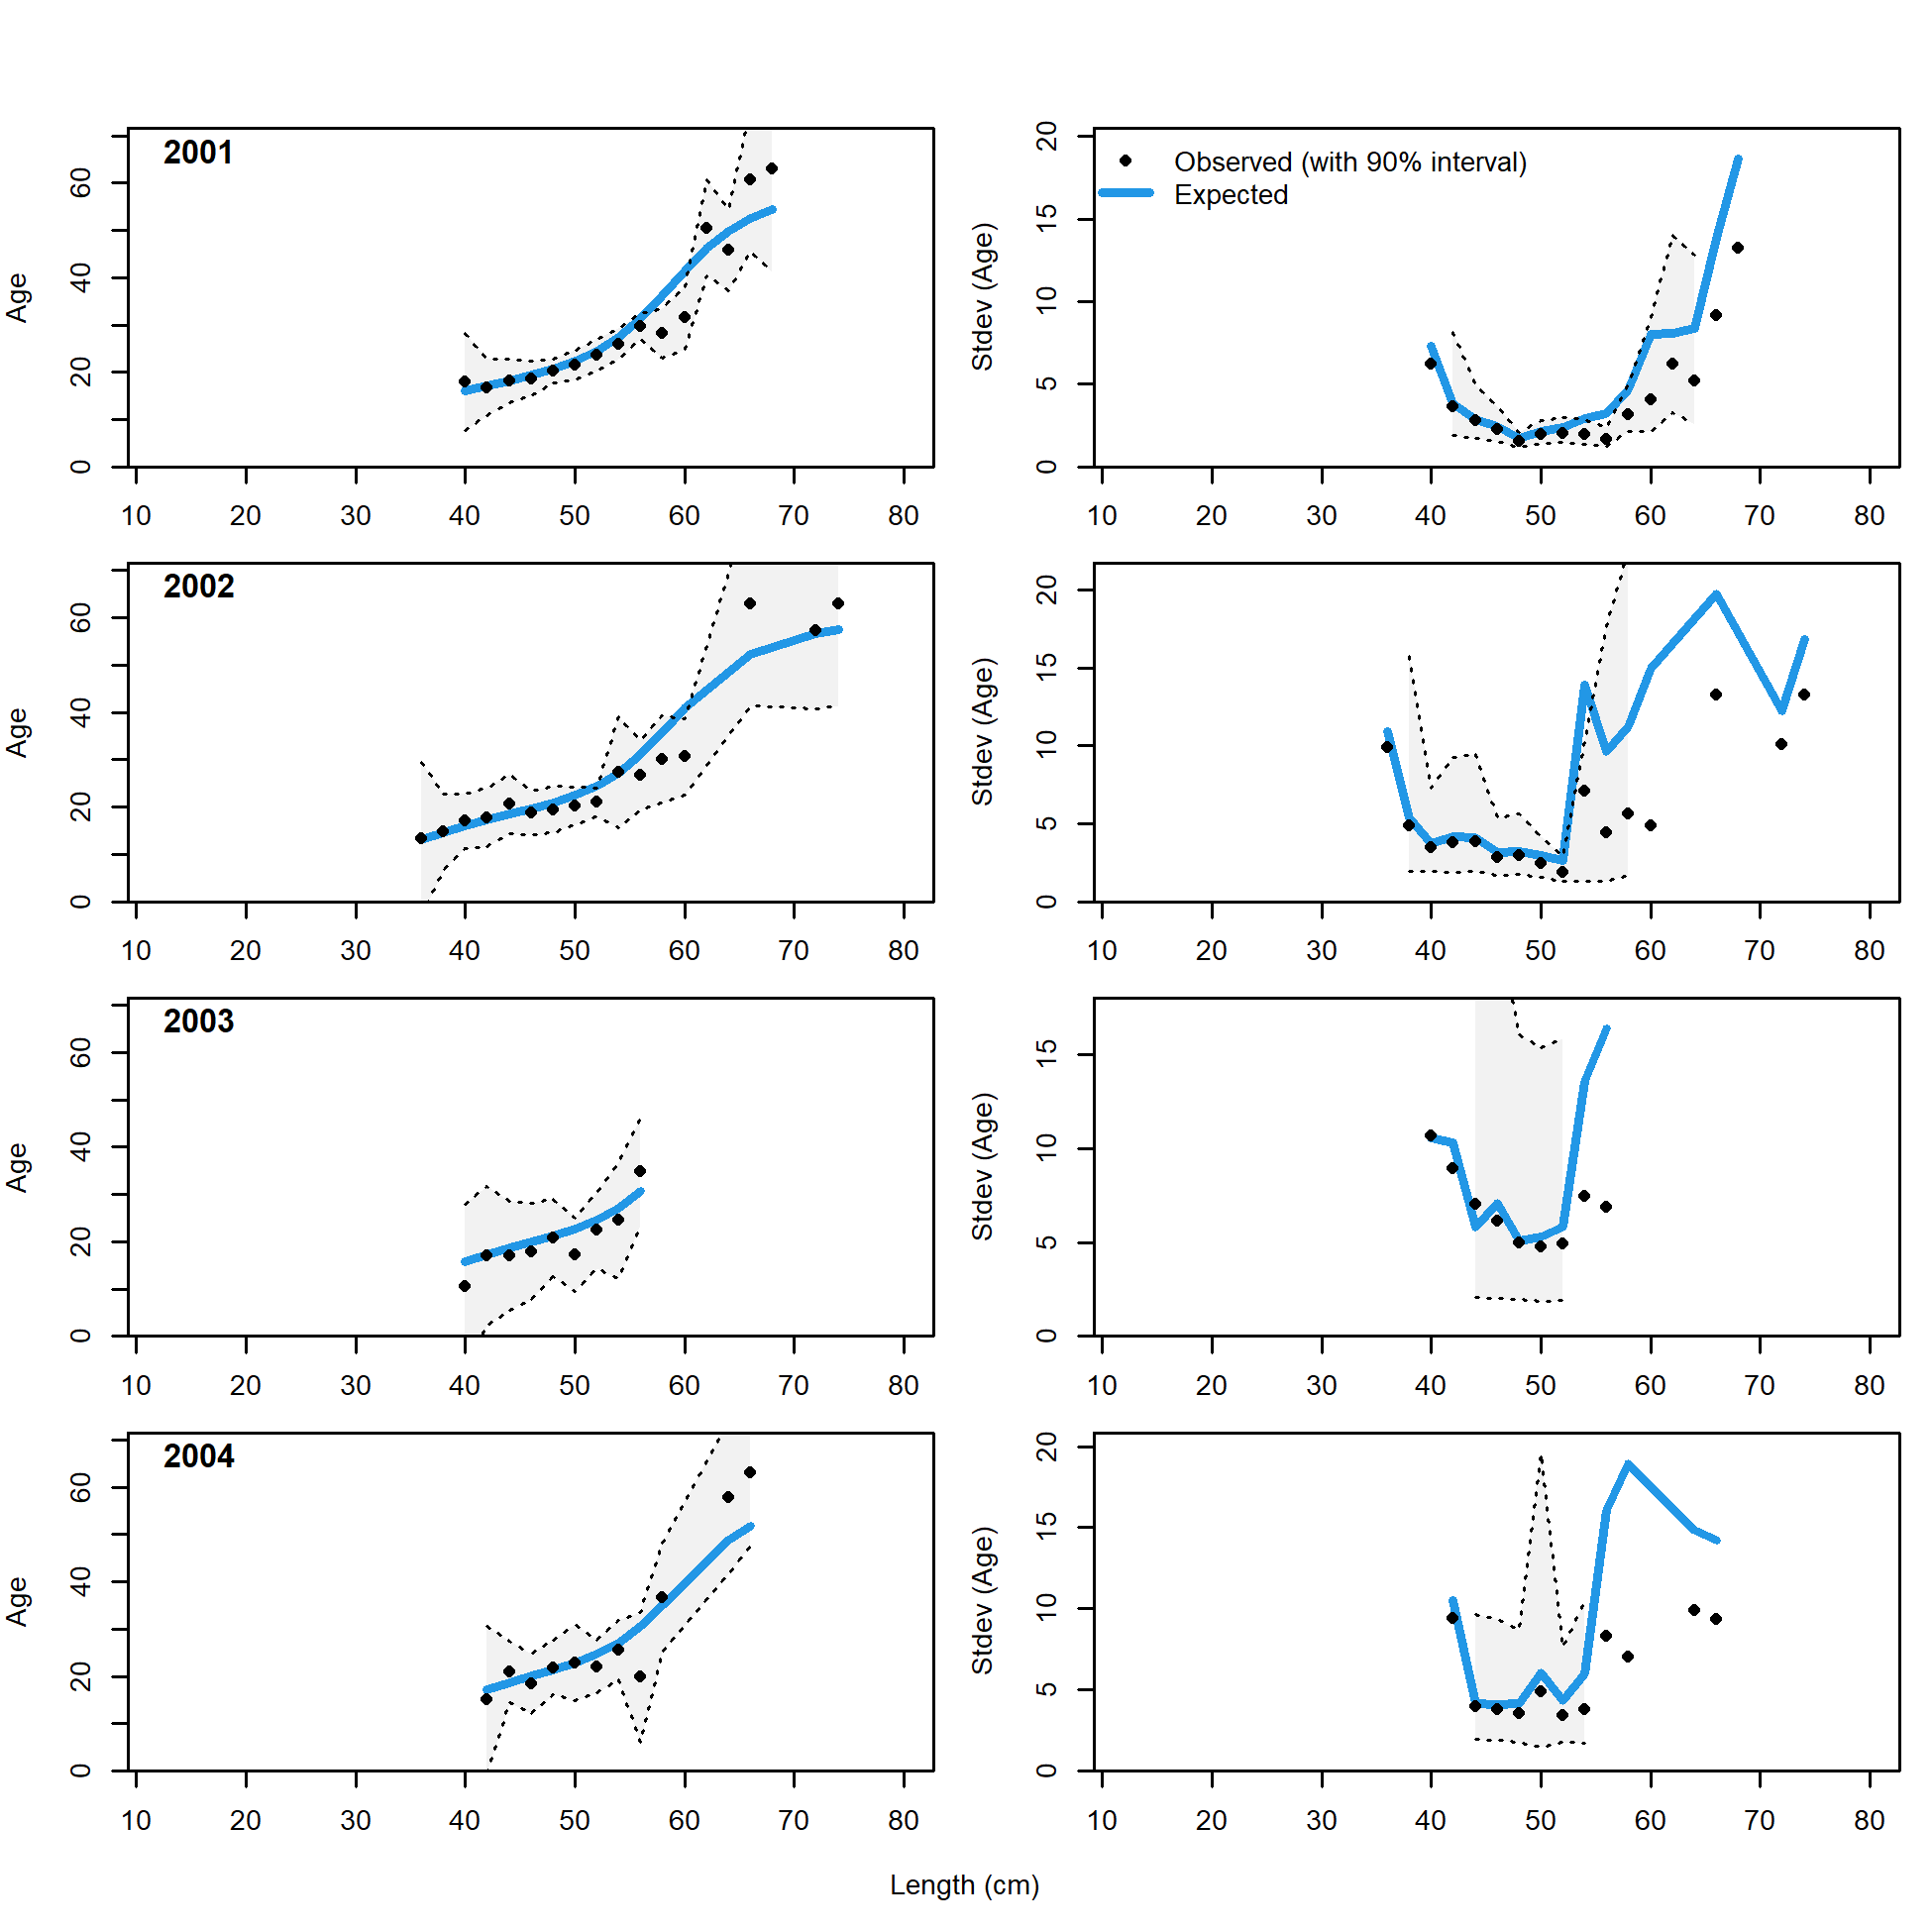 2001
Age
0 20 40 60
10 20 30 40 50 60 70 80
Observed (with 90% interval)
Expected
Stdev (Age)
0 5 10 15 20
10 20 30 40 50 60 70 80
2002
Age
0 20 40 60
10 20 30 40 50 60 70 80
Stdev (Age)
0 5 10 15 20
10 20 30 40 50 60 70 80
2003
Age
0 20 40 60
10 20 30 40 50 60 70 80
Stdev (Age)
0 5 10 15
10 20 30 40 50 60 70 80
2004
Age
0 20 40 60
10 20 30 40 50 60 70 80
Stdev (Age)
0 5 10 15 20
10 20 30 40 50 60 70 80
Length (cm)